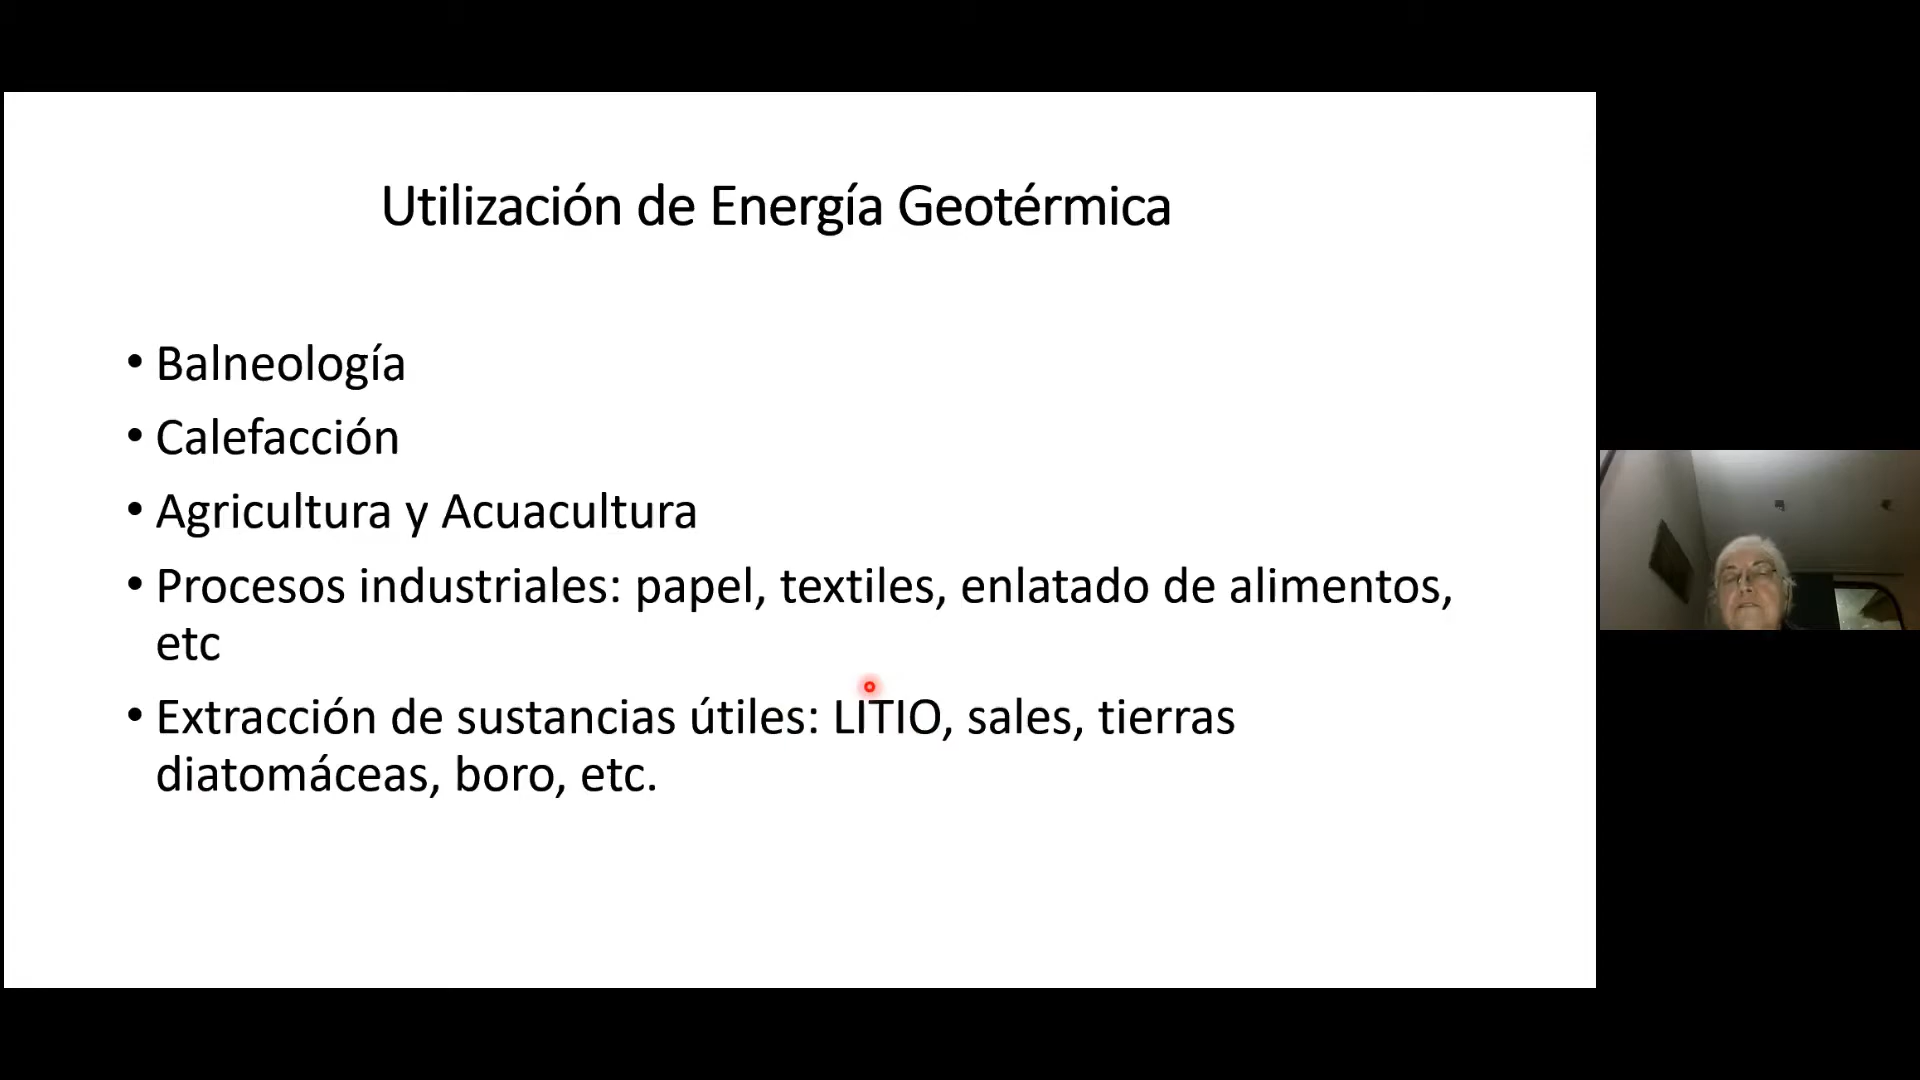 Utilización de Energía Geotérmica
• Balneología
• Calefacción
• Agricultura y Acuacultura
• Procesos industriales: papel, textiles, enlatado de alimentos,
etc
• Extracción de sustancias útiles: LITIO, sales, tierras
diatomáceas, boro, etc.